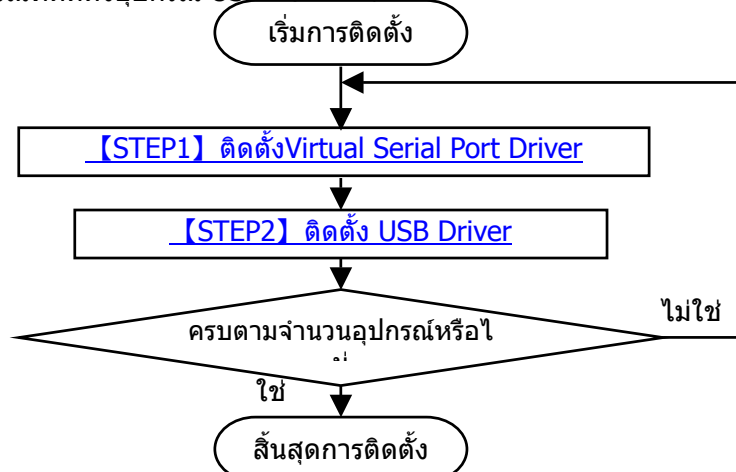 เริ่มการติดตั้ง
【STEP1】ติดตั้งVirtual Serial Port Driver
【STEP2】ติดตั้ง USB Driver
ครบตามจำนวนอุปกรณ์หรือไ
ไม่ใช่
ใช่
สิ้นสุดการติดตั้ง